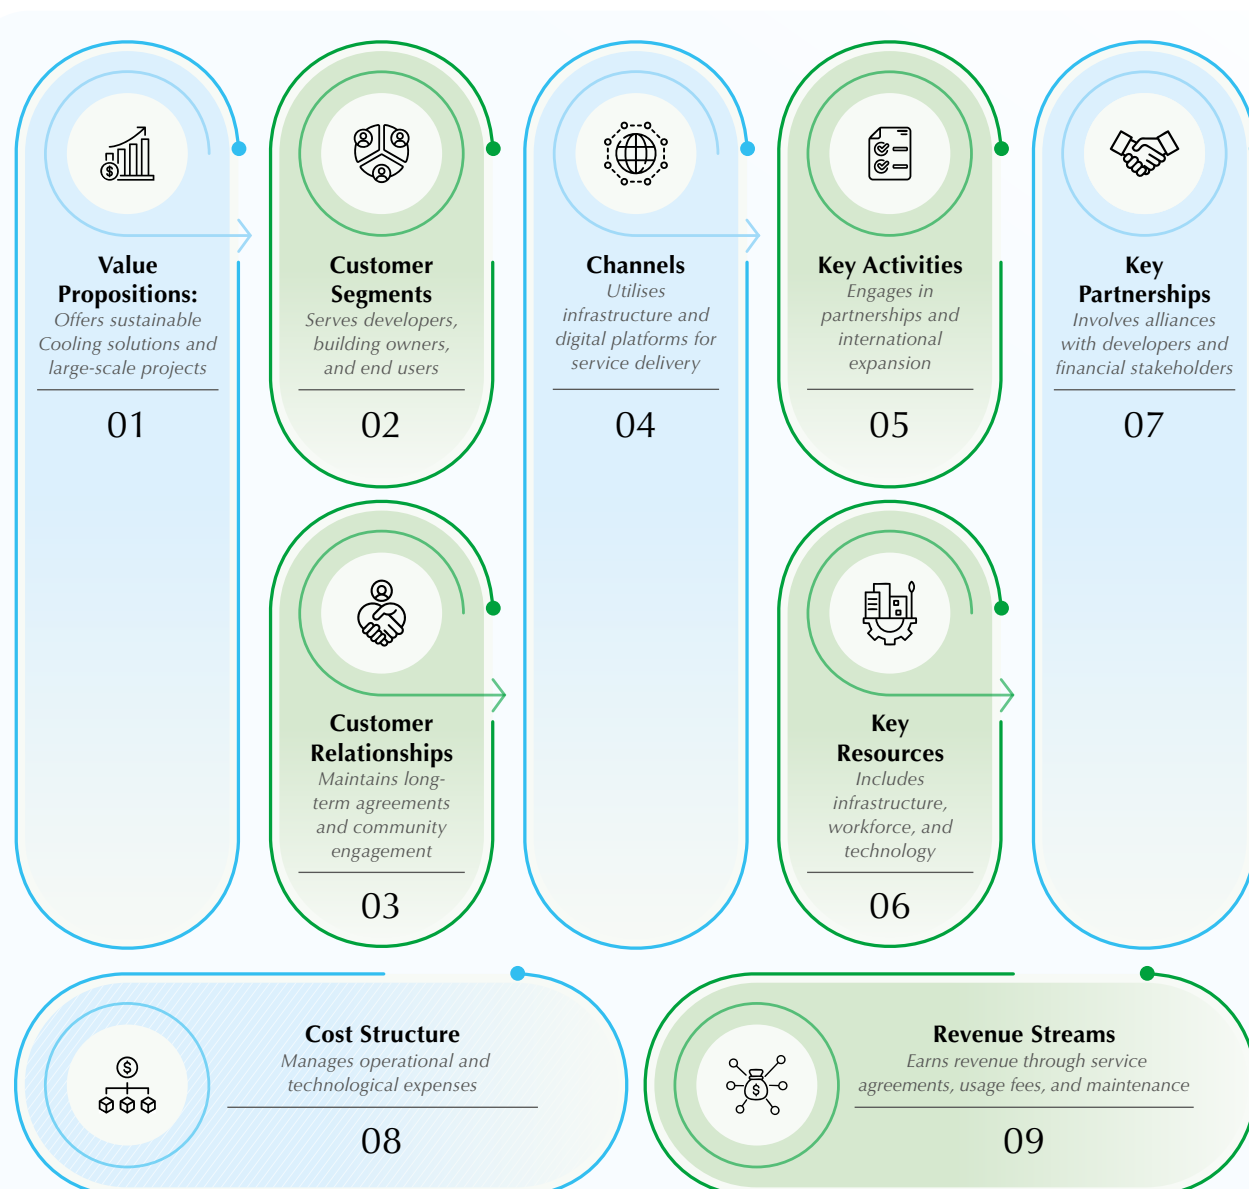 Value
Propositions:
Offers sustainable
Cooling solutions and
large-scale projects
01
Customer
Segments
Serves developers,
building owners,
and end users
02
Customer
Relationships
Maintains long-
term agreements
and community
engagement
03
Channels
Utilises
infrastructure and
digital platforms for
service delivery
04
Key Activities
Engages in
partnerships and
international
expansion
05
Key
Resources
Includes
infrastructure,
workforce, and
technology
06
Key
Partnerships
Involves alliances
with developers and
financial stakeholders
07
Cost Structure
Manages operational and
technological expenses
08
Revenue Streams
Earns revenue through service
agreements, usage fees, and maintenance
09